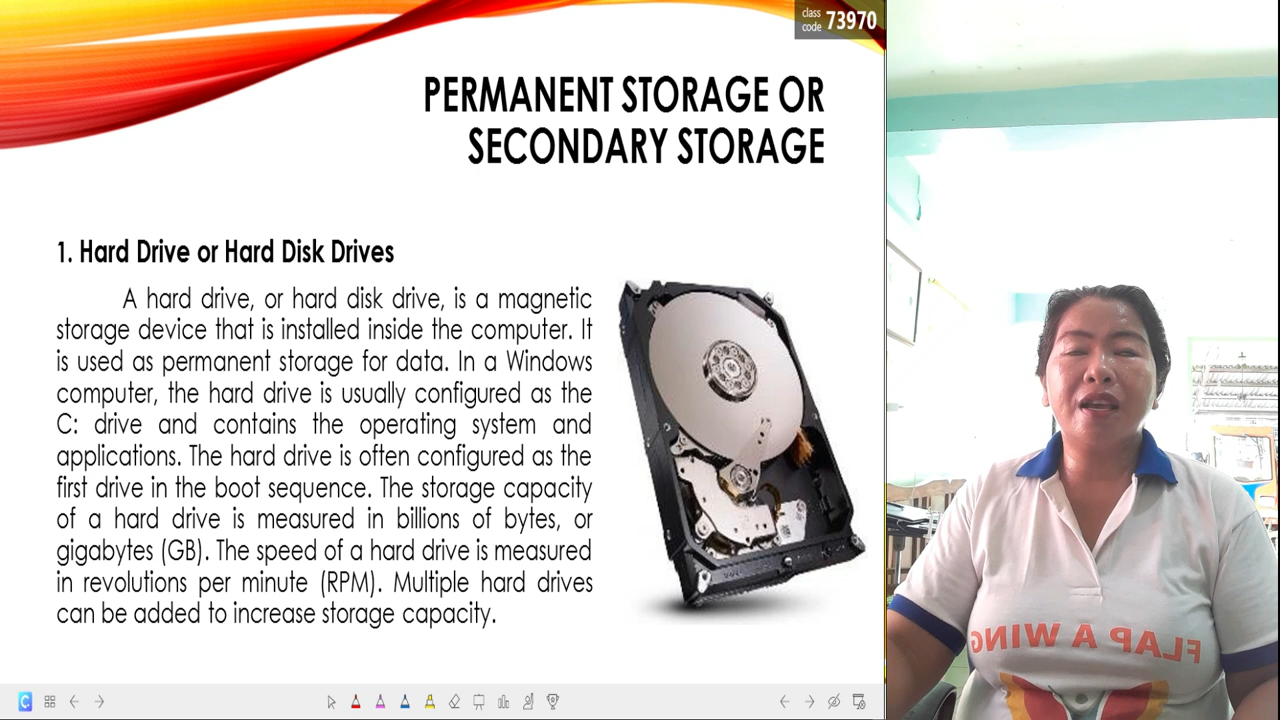 class
code 73970
PERMANENT STORAGE OR
SECONDARY STORAGE
1. Hard Drive or Hard Disk Drives
A hard drive, or hard disk drive, is a magnetic
storage device that is installed inside the computer. It
is used as permanent storage for data. In a Windows
computer, the hard drive is usually configured as the
C: drive and contains the operating system and
applications. The hard drive is often configured as the
first drive in the boot sequence. The storage capacity
of a hard drive is measured in billions of bytes, or
gigabytes (GB). The speed of a hard drive is measured
in revolutions per minute (RPM). Multiple hard drives
can be added to increase storage capacity.
FLAP A WING